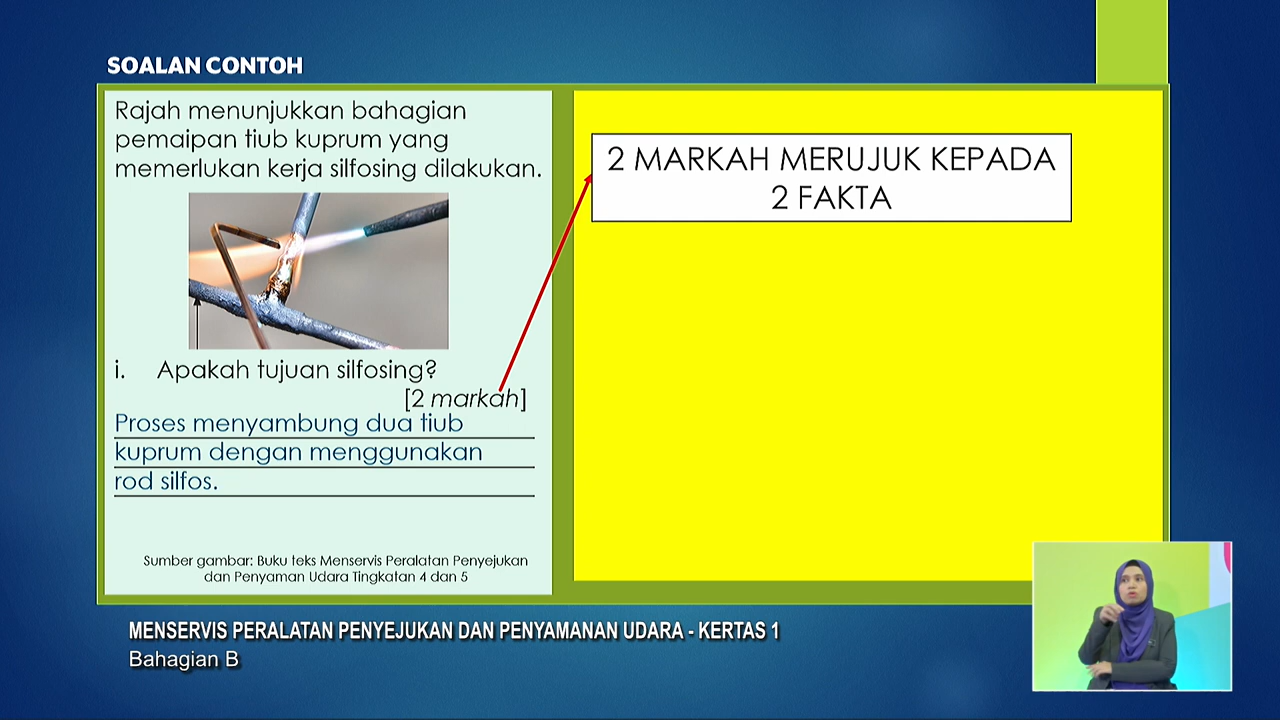 SOALAN CONTOH
Rajah menunjukkan bahagian
pemaipan tiub kuprum yang
memerlukan kerja silfosing dilakukan.
i. Apakah tujuan silfosing?
[2 markah]
Proses menyambung dua tiub
kuprum dengan menggunakan
rod silfos.
Sumber gambar: Buku teks Menservis Peralatan Penyejukan
dan Penyaman Udara Tingkatan 4 dan 5
2 MARKAH MERUJUK KEPADA
2 FAKTA
MENSERVIS PERALATAN PENYEJUKAN DAN PENYAMANAN UDARA - KERTAS 1
Bahagian B